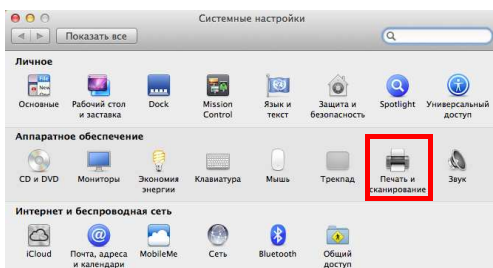 Системные настройки
Показать все
Личное
Основные
Рабочий стол и заставка
Dock
Mission Control
Язык и текст
Защита и безопасность
Spotlight
Универсальный доступ
Аппаратное обеспечение
CD и DVD
Мониторы
Экономия энергии
Клавиатура
Мышь
Трекпад
Печать и сканирование
Звук
Интернет и беспроводная сеть
iCloud
Почта, адреса и календари
MobileMe
Сеть
Bluetooth
Общий доступ